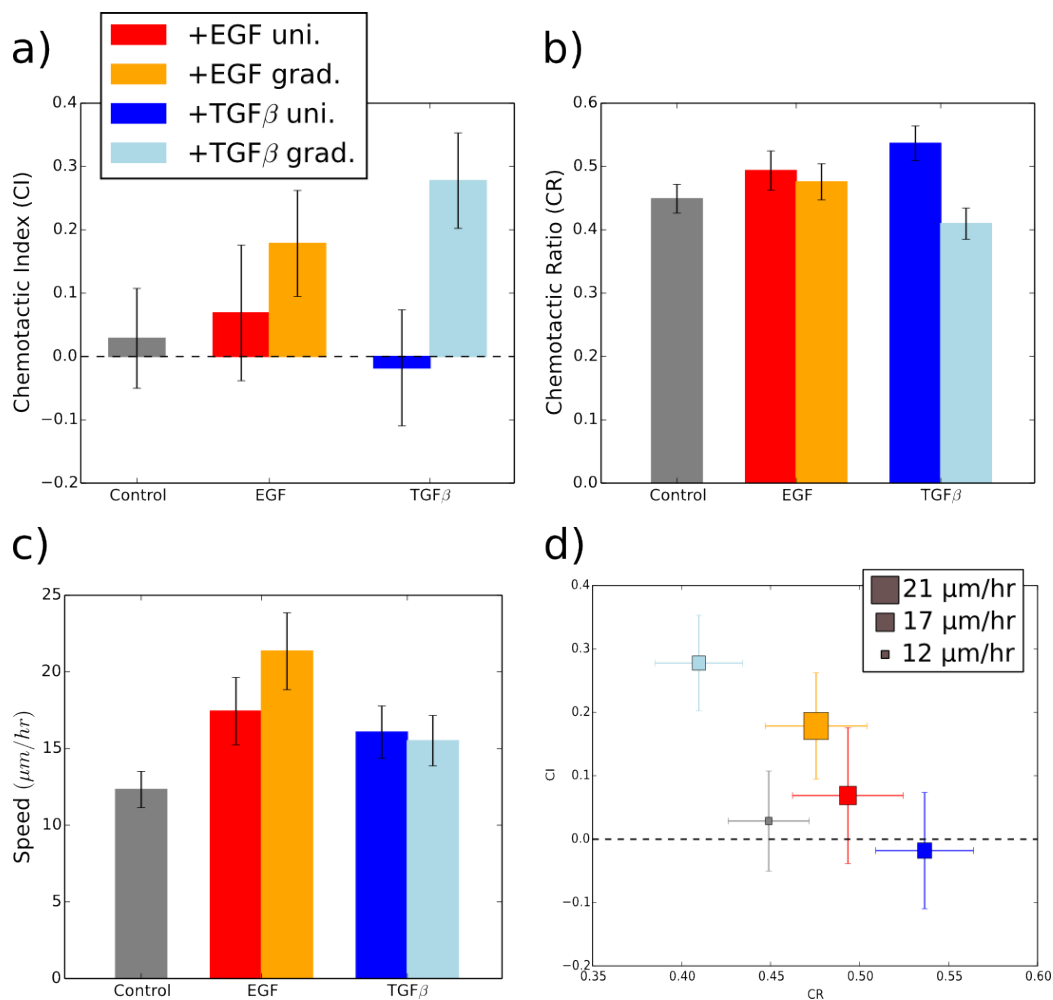 a)
+EGF uni.
+EGF grad.
+TGFβ uni.
+TGFβ grad.
Chemotactic Index (CI)
0.4
0.3
0.2
0.1
0.0
−0.1
−0.2
Control EGF TGFβ
b)
Chemotactic Ratio (CR)
0.6
0.5
0.4
0.3
0.2
0.1
0.0
Control EGF TGFβ
c)
Speed (μm/hr)
25
20
15
10
5
0
Control EGF TGFβ
d)
21 μm/hr
17 μm/hr
12 μm/hr
CI
0.4
0.3
0.2
0.1
0.0
−0.1
−0.2
0.35 0.40 0.45 0.50 0.55 0.60
CR